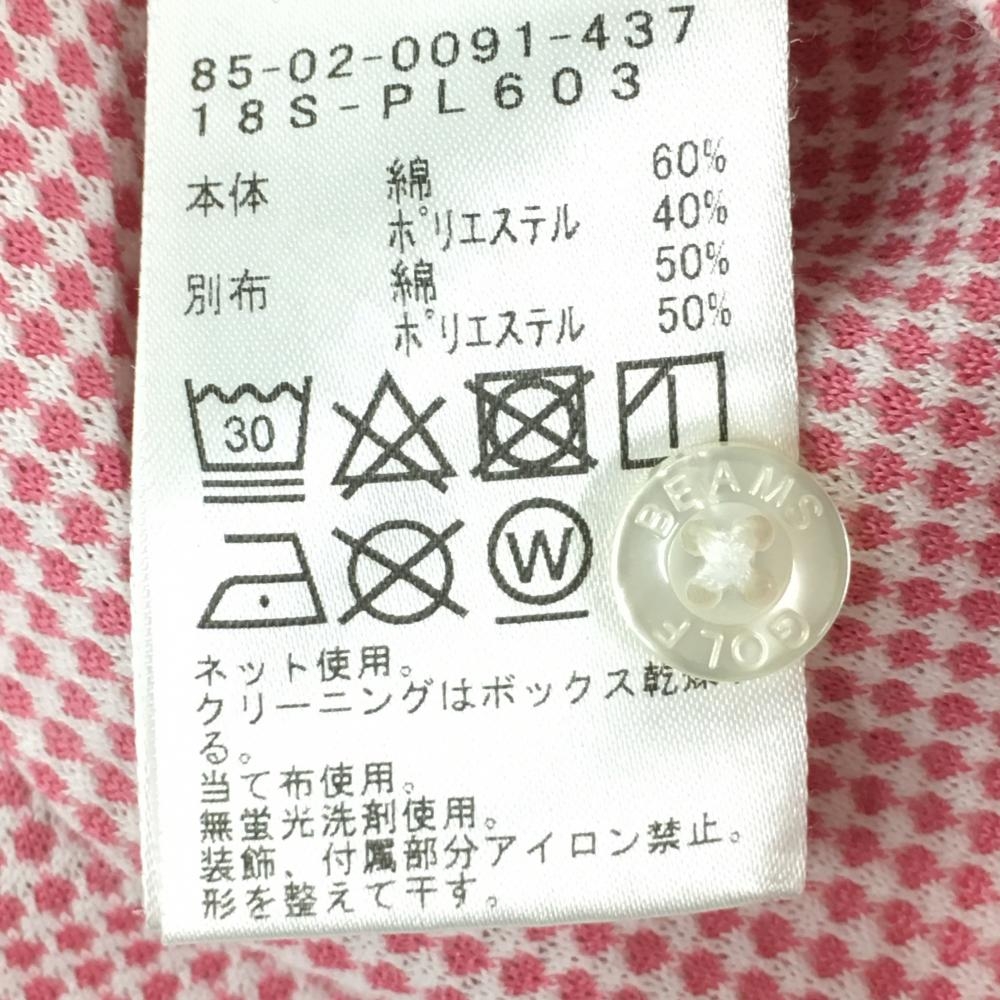 85-02-0091-437
18S-PL603
本体 綿 60%
ポリエステル 40%
別布 綿 50%
ポリエステル 50%
30
W
BEAMS
GOLF
ネット使用。
クリーニングはボックス乾燥
る。
当て布使用。
無蛍光洗剤使用。
装飾、付属部分アイロン禁止。
形を整えて干す。